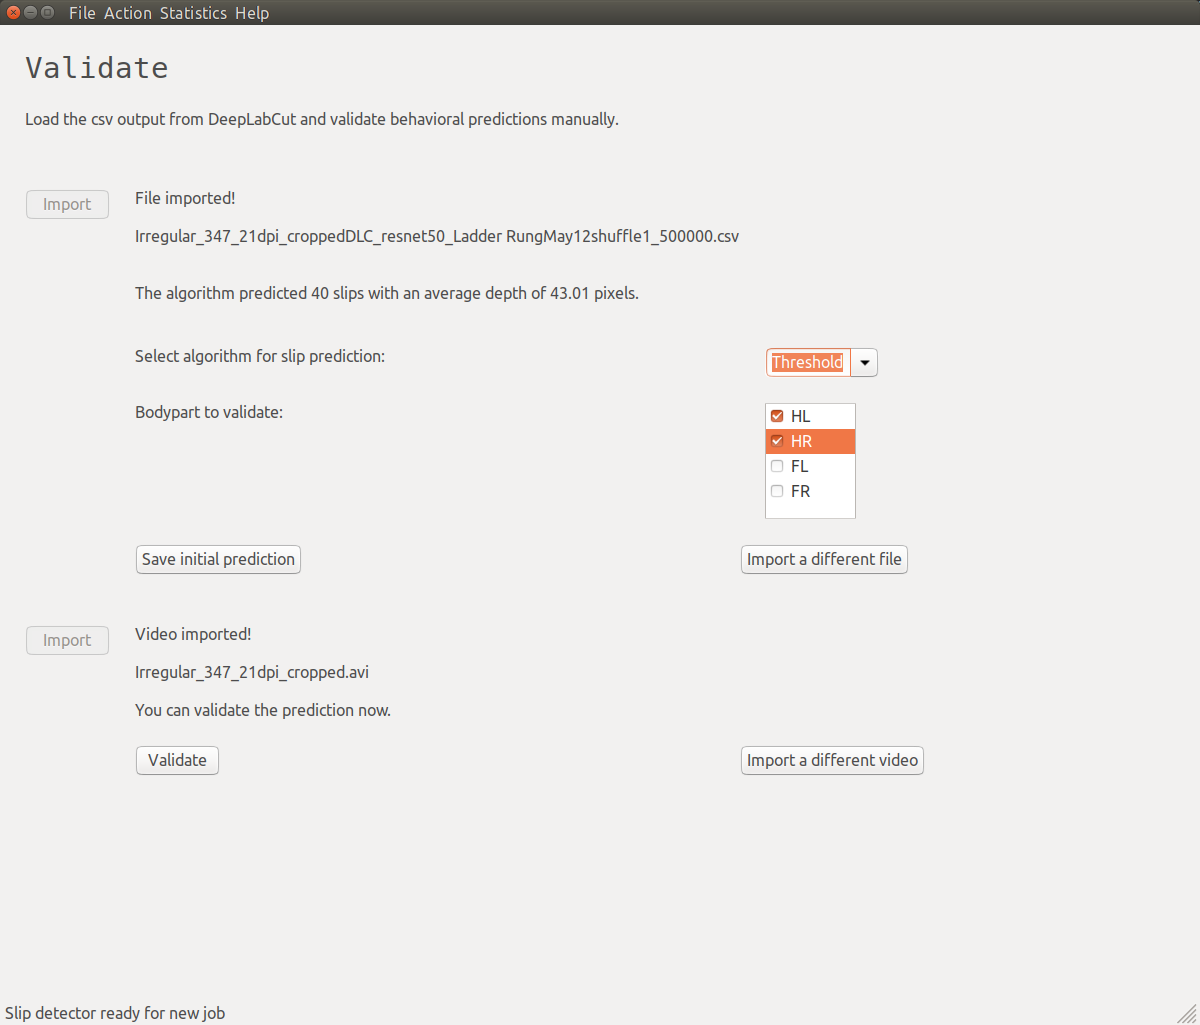 File Action Statistics Help
Validate
Load the csv output from DeepLabCut and validate behavioral predictions manually.
Import
File imported!
Irregular_347_21dpi_croppedDLC_resnet50_Ladder RungMay12shuffle1_500000.csv
The algorithm predicted 40 slips with an average depth of 43.01 pixels.
Select algorithm for slip prediction:
Threshold
Bodypart to validate:
HL
HR
FL
FR
Save initial prediction
Import a different file
Import
Video imported!
Irregular_347_21dpi_cropped.avi
You can validate the prediction now.
Validate
Import a different video
Slip detector ready for new job